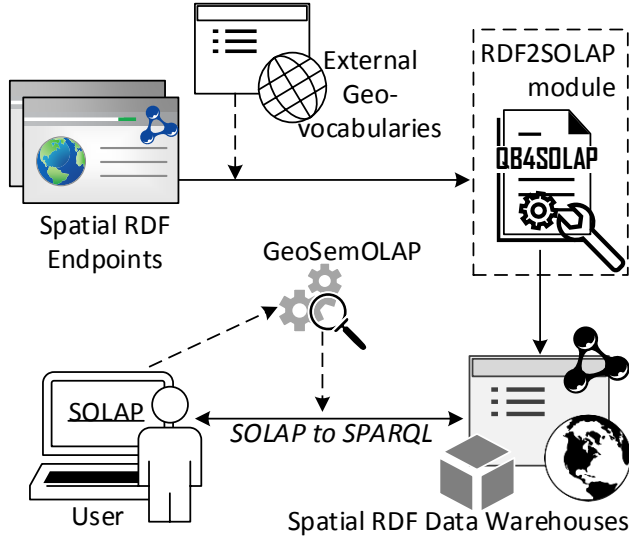 External
Geo-
vocabularies
RDF2SOLAP
module
QB4SOLAP
Spatial RDF
Endpoints
GeoSemOLAP
SOLAP
SOLAP to SPARQL
User
Spatial RDF Data Warehouses